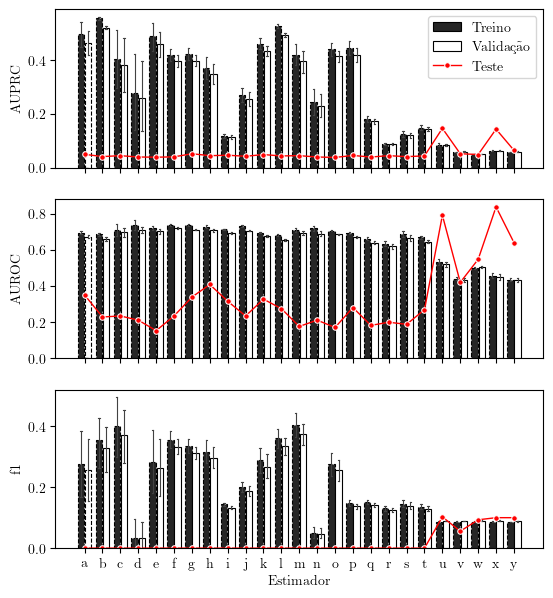 AUPRC
0.4
0.2
0.0
Treino
Validação
Teste
AUROC
0.8
0.6
0.4
0.2
0.0
f1
0.4
0.2
0.0
a b c d e f g h i j k l m n o p q r s t u v w x y
Estimador